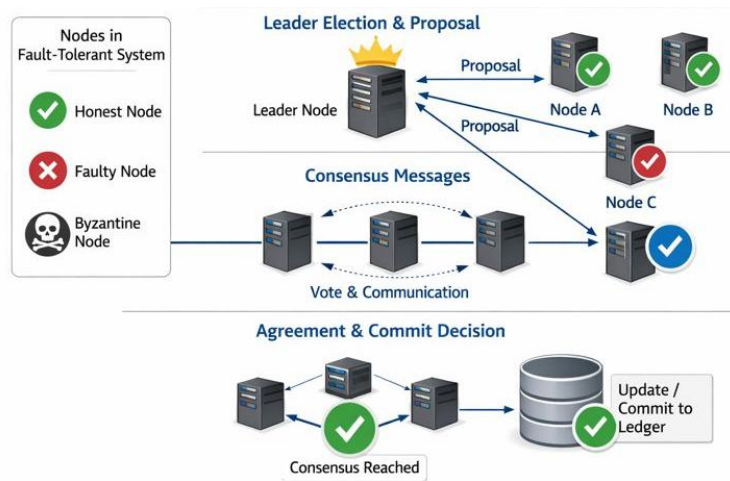 Nodes in
Fault-Tolerant System
Honest Node
Faulty Node
Byzantine
Node
Leader Election & Proposal
Leader Node
Proposal
Proposal
Node A
Node B
Node C
Consensus Messages
Vote & Communication
Agreement & Commit Decision
Consensus Reached
Update /
Commit to
Ledger